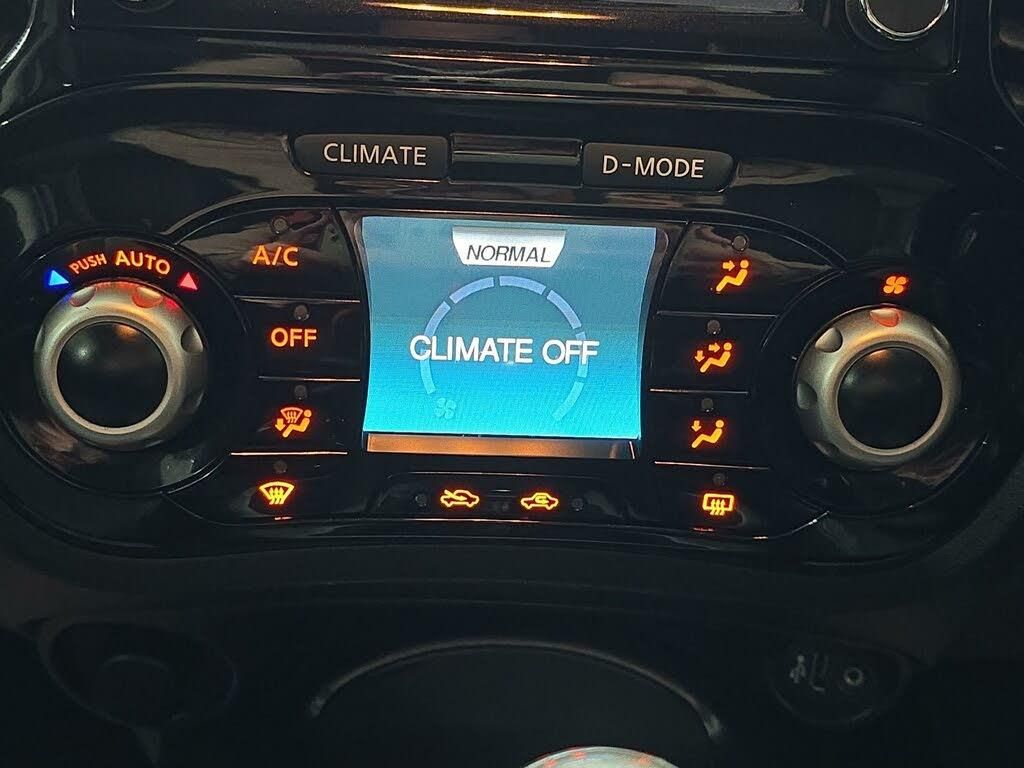 CLIMATE
D-MODE
NORMAL
A/C
PUSH AUTO
OFF
CLIMATE OFF